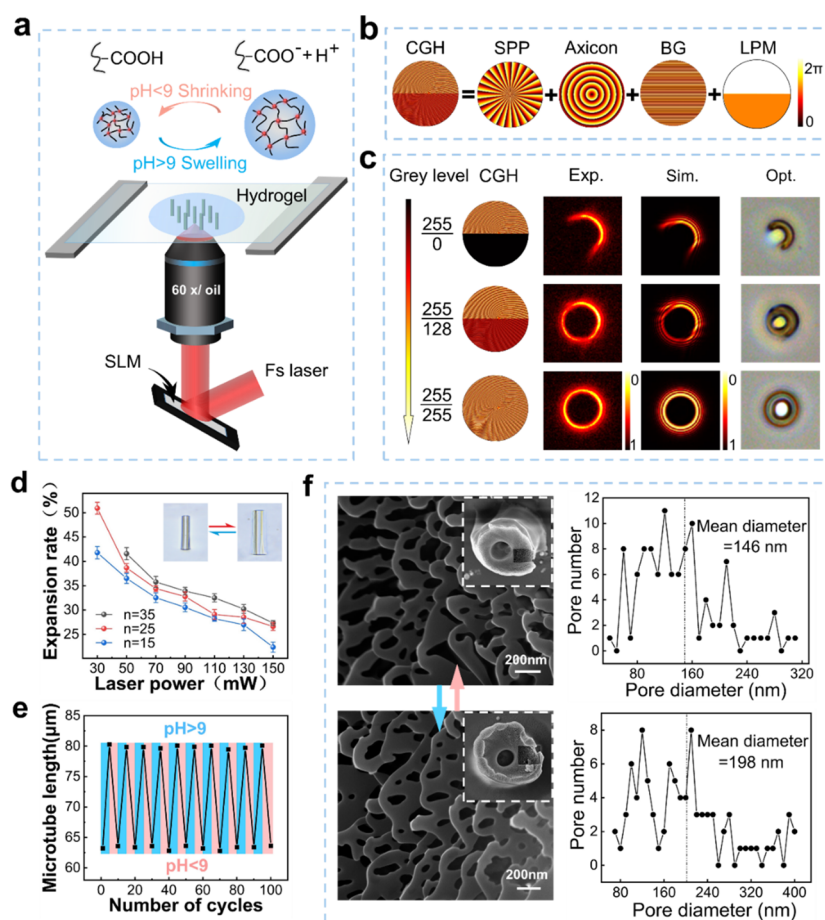 a
-COOH
-COO⁻+H⁺
pH<9 Shrinking
pH>9 Swelling
Hydrogel
60 x/ oil
SLM
Fs laser
b
CGH
SPP
Axicon
BG
LPM
=
+
+
+
2π
0
c
Grey level
CGH
Exp.
Sim.
Opt.
255
0
255
128
255
255
0
1
0
1
d
Expansion rate (%)
50
45
40
35
30
25
n=35
n=25
n=15
30
50
70
90
110
130
150
Laser power (mW)
e
Microtube length(μm)
80
75
70
65
60
pH>9
pH<9
0
20
40
60
80
100
Number of cycles
f
200nm
200nm
Pore number
12
10
8
6
4
2
0
Mean diameter
=146 nm
80
160
240
320
Pore diameter (nm)
Pore number
8
6
4
2
0
Mean diameter
=198 nm
80
160
240
320
400
Pore diameter (nm)